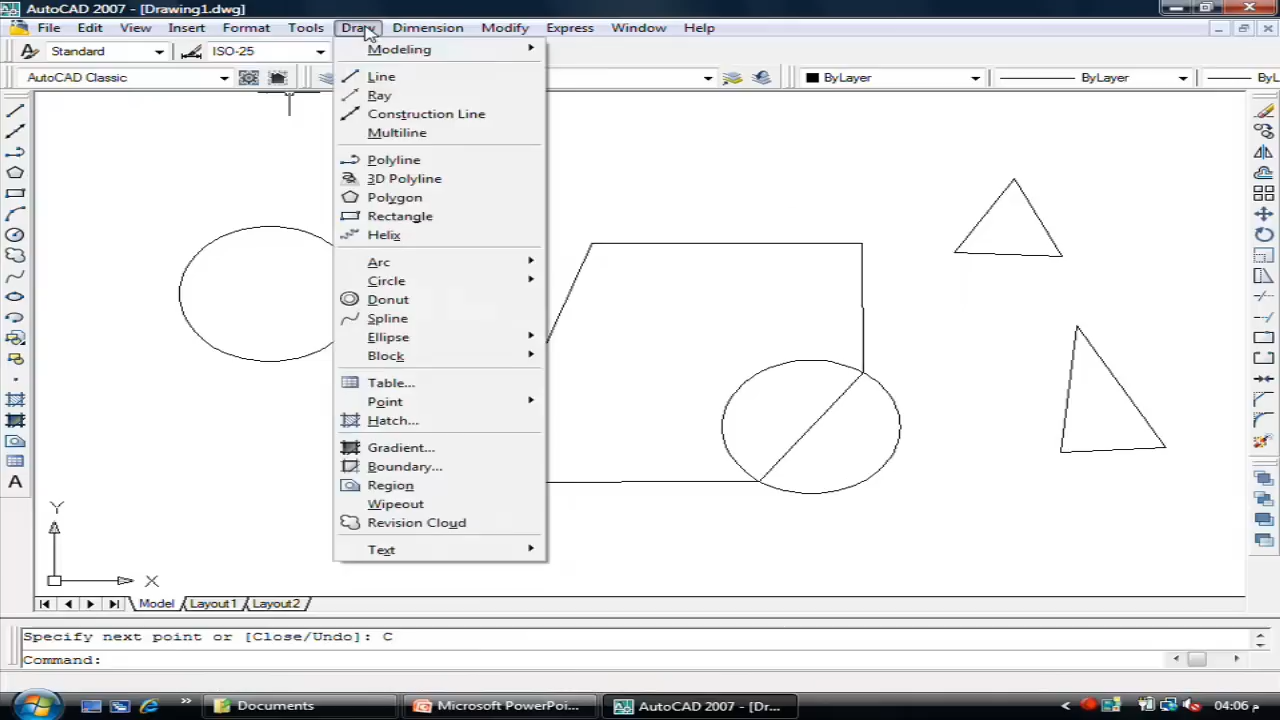 AutoCAD 2007 - [Drawing1.dwg]
File Edit View Insert Format Tools Draw Dimension Modify Express Window Help
Standard ISO-25
AutoCAD Classic ByLayer ByLayer ByL
Modeling
Line
Ray
Construction Line
Multiline
Polyline
3D Polyline
Polygon
Rectangle
Helix
Arc
Circle
Donut
Spline
Ellipse
Block
Table...
Point
Hatch...
Gradient...
Boundary...
Region
Wipeout
Revision Cloud
Text
A
Y
X
Model Layout1 Layout2
Specify next point or [Close/Undo]: C
Command:
Documents Microsoft PowerPoi... AutoCAD 2007 - [Dr... 04:06 م